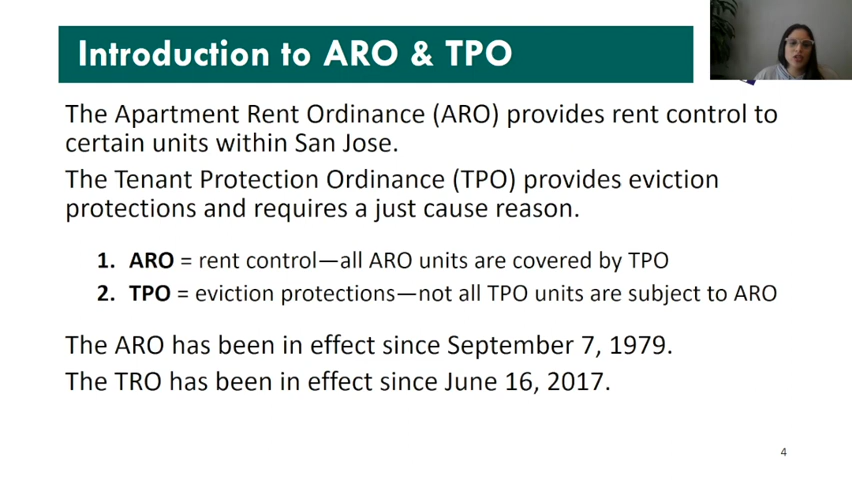 Introduction to ARO & TPO
The Apartment Rent Ordinance (ARO) provides rent control to
certain units within San Jose.
The Tenant Protection Ordinance (TPO) provides eviction
protections and requires a just cause reason.
1. ARO = rent control—all ARO units are covered by TPO
2. TPO = eviction protections—not all TPO units are subject to ARO
The ARO has been in effect since September 7, 1979.
The TRO has been in effect since June 16, 2017.
4